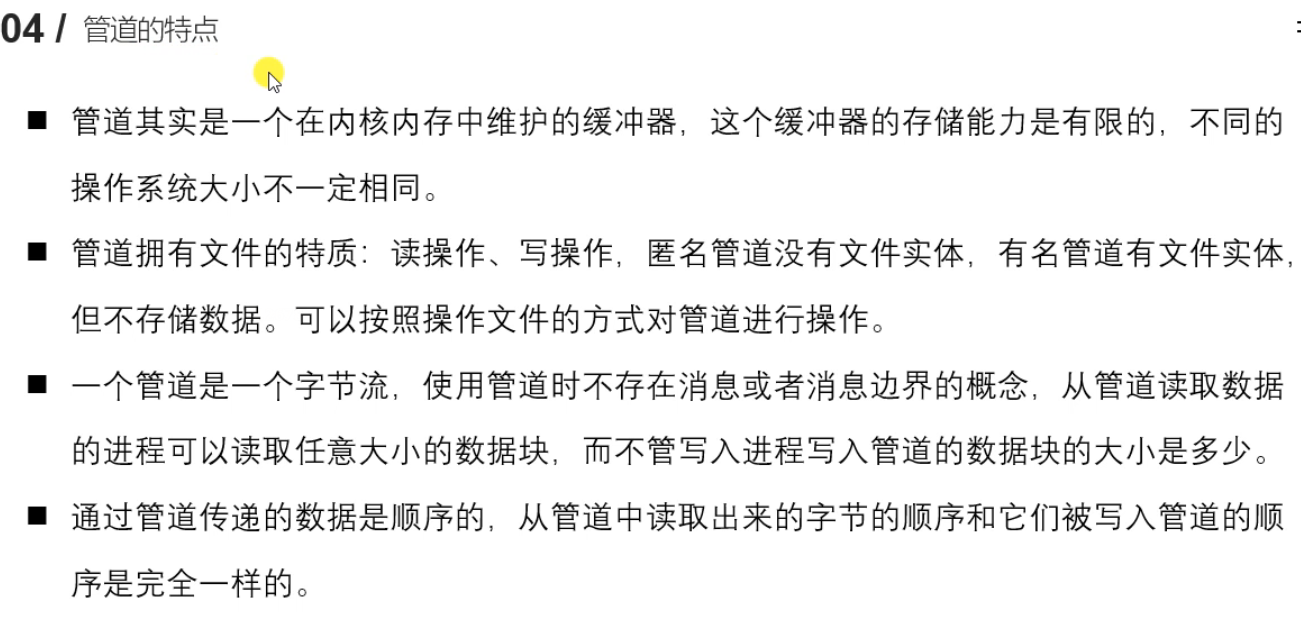 04 / 管道的特点
■ 管道其实是一个在内核内存中维护的缓冲器，这个缓冲器的存储能力是有限的，不同的
操作系统大小不一定相同。
■ 管道拥有文件的特质：读操作、写操作，匿名管道没有文件实体，有名管道有文件实体，
但不存储数据。可以按照操作文件的方式对管道进行操作。
■ 一个管道是一个字节流，使用管道时不存在消息或者消息边界的概念，从管道读取数据
的进程可以读取任意大小的数据块，而不管写入进程写入管道的数据块的大小是多少。
■ 通过管道传递的数据是顺序的，从管道中读取出来的字节的顺序和它们被写入管道的顺
序是完全一样的。